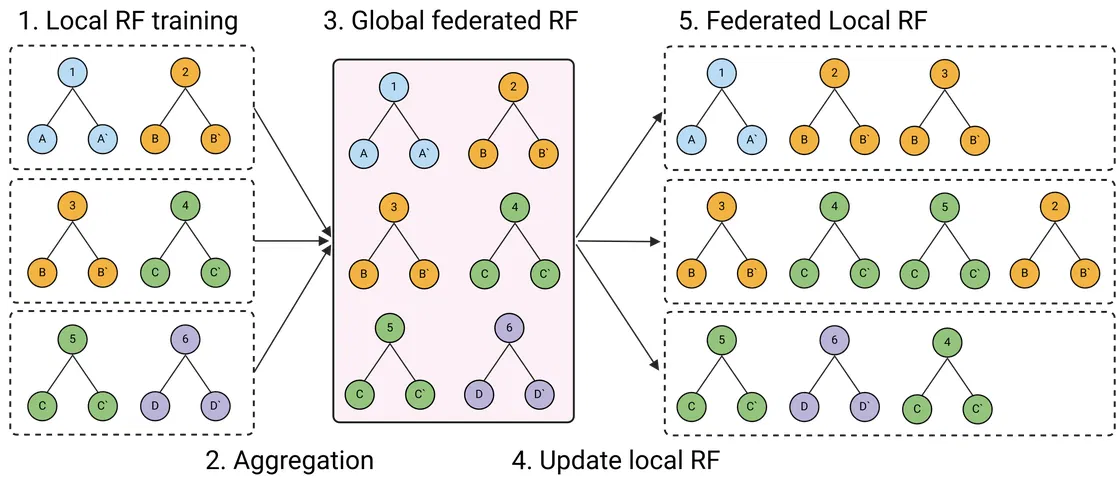 1. Local RF training
3. Global federated RF
5. Federated Local RF
1 2
A A` B B`
3 4
B B` C C`
5 6
C C` D D`
1 2
A A` B B`
3 4
B B` C C`
5 6
C C` D D`
1 2 3
A A` B B` B B`
3 4 5 2
B B` C C` C C` B B`
5 6 4
C C` D D` C C`
2. Aggregation
4. Update local RF